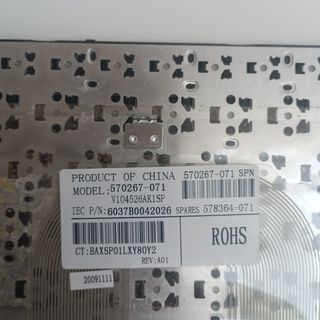 PRODUCT OF CHINA 570267-071 SPN
MODEL:570267-071
V104526AK1SP
IEC P/N:6037B0042026 SPARES 578364-071
ROHS
CT:BAXSP01LXY80Y2
REV:A01
20091111